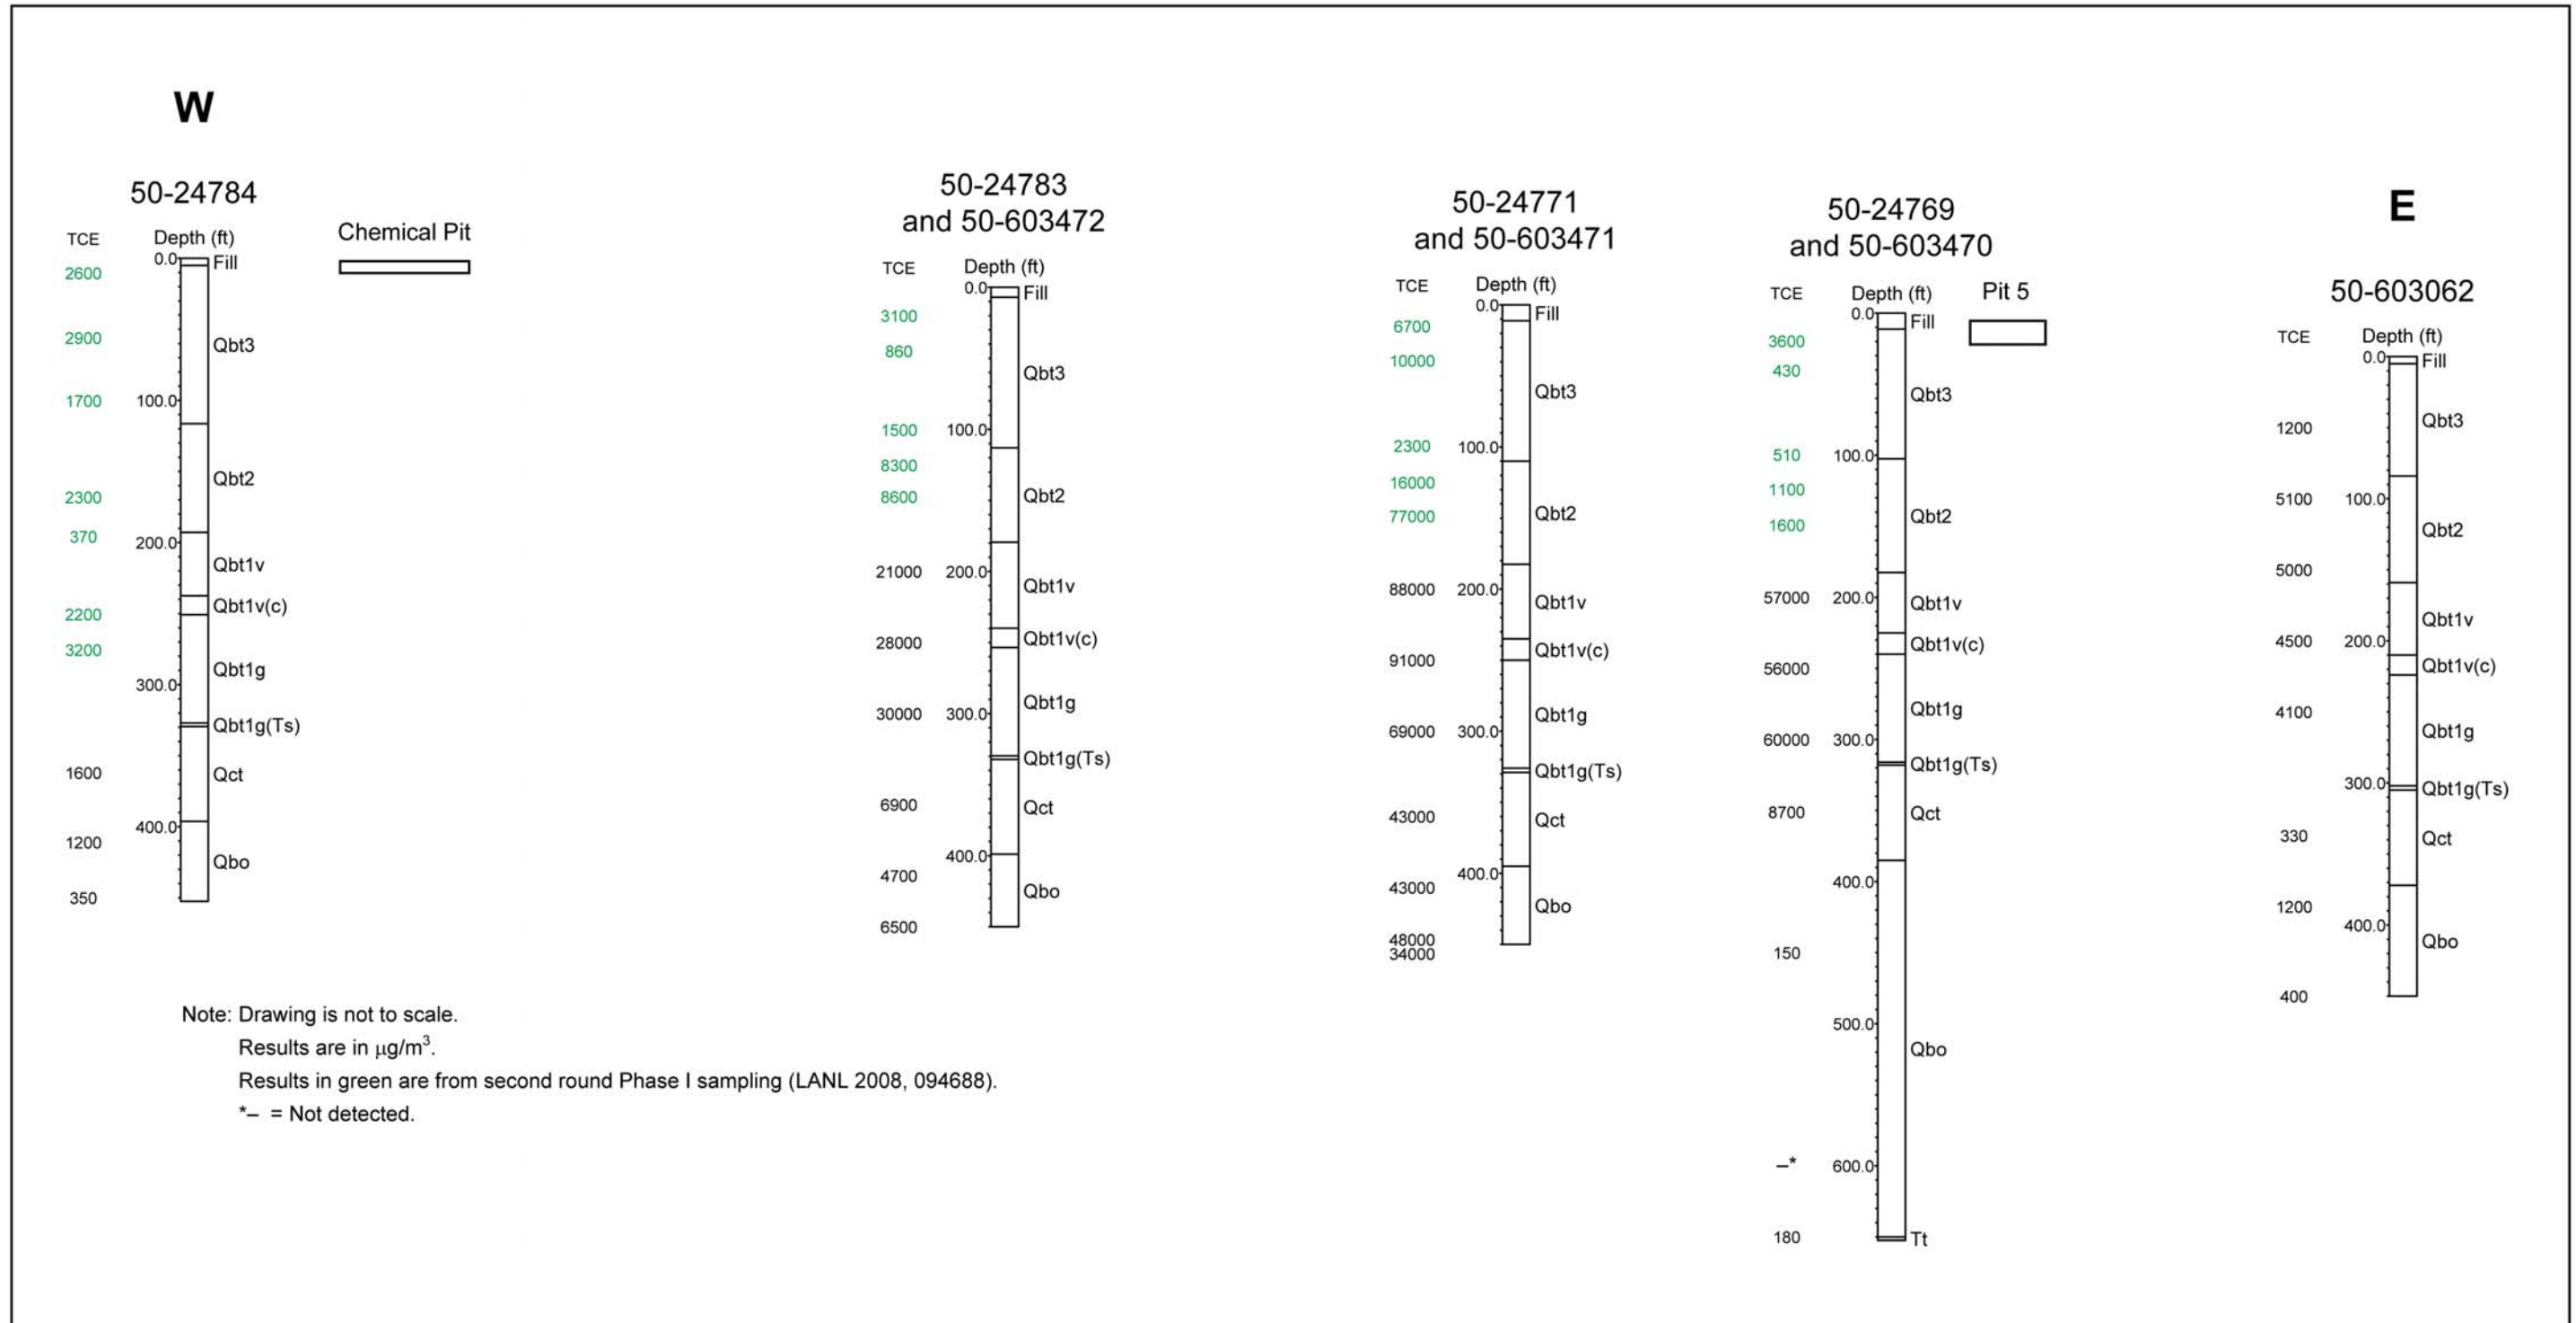 W
50-24784
TCE Depth (ft)
Chemical Pit
0.0 Fill
2600
2900
Qbt3
1700 100.0
Qbt2
2300
370
200.0
Qbt1v
Qbt1v(c)
2200
3200
Qbt1g
300.0
Qbt1g(Ts)
1600 Qct
400.0
1200
Qbo
350
50-24783
and 50-603472
TCE Depth (ft)
0.0 Fill
3100
860
Qbt3
1500 100.0
8300
8600 Qbt2
21000 200.0
Qbt1v
28000 Qbt1v(c)
Qbt1g
30000 300.0
Qbt1g(Ts)
6900 Qct
400.0
4700
Qbo
6500
50-24771
and 50-603471
TCE Depth (ft)
0.0 Fill
6700
10000
Qbt3
2300 100.0
16000
77000 Qbt2
88000 200.0
Qbt1v
Qbt1v(c)
91000
Qbt1g
69000 300.0
Qbt1g(Ts)
43000 Qct
400.0
43000
Qbo
48000
34000
50-24769
and 50-603470
TCE Depth (ft) Pit 5
0.0 Fill
3600
430
Qbt3
510 100.0
1100
Qbt2
1600
57000 200.0 Qbt1v
Qbt1v(c)
56000
Qbt1g
60000 300.0
Qbt1g(Ts)
8700 Qct
400.0
150
500.0
Qbo
–* 600.0
180 Tt
E
50-603062
TCE Depth (ft)
0.0 Fill
1200 Qbt3
5100 100.0
Qbt2
5000
Qbt1v
4500 200.0
Qbt1v(c)
4100
Qbt1g
300.0 Qbt1g(Ts)
330 Qct
1200
400.0
Qbo
400
Note: Drawing is not to scale.
Results are in μg/m³.
Results in green are from second round Phase I sampling (LANL 2008, 094688).
*– = Not detected.